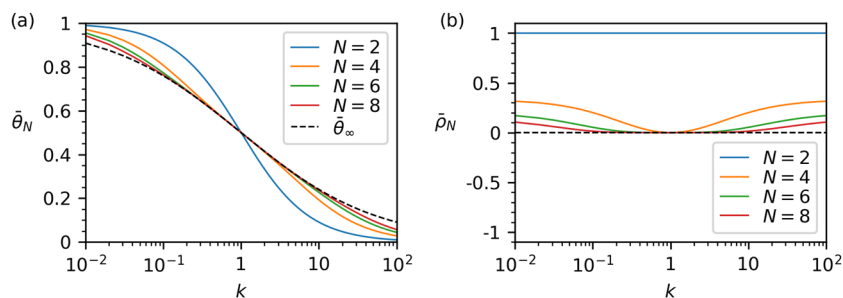 (a)
1
0.8
0.6
0.4
0.2
0
θ̄_N
N = 2
N = 4
N = 6
N = 8
θ̄_∞
10⁻² 10⁻¹ 1 10 10²
k
(b)
1
0.5
0
-0.5
-1
ρ̄_N
N = 2
N = 4
N = 6
N = 8
10⁻² 10⁻¹ 1 10 10²
k